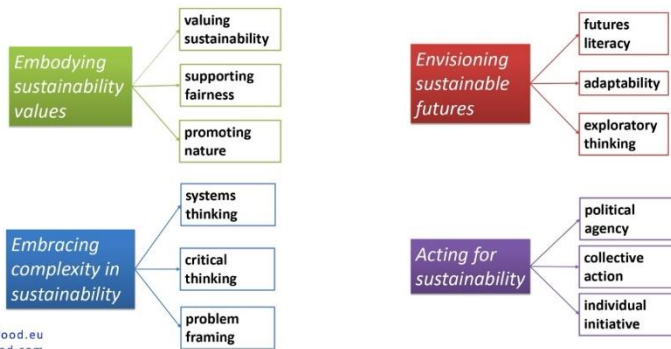 Embodying
sustainability
values
valuing
sustainability
supporting
fairness
promoting
nature
Envisioning
sustainable
futures
futures
literacy
adaptability
exploratory
thinking
Embracing
complexity in
sustainability
systems
thinking
critical
thinking
problem
framing
Acting for
sustainability
political
agency
collective
action
individual
initiative
ood.eu